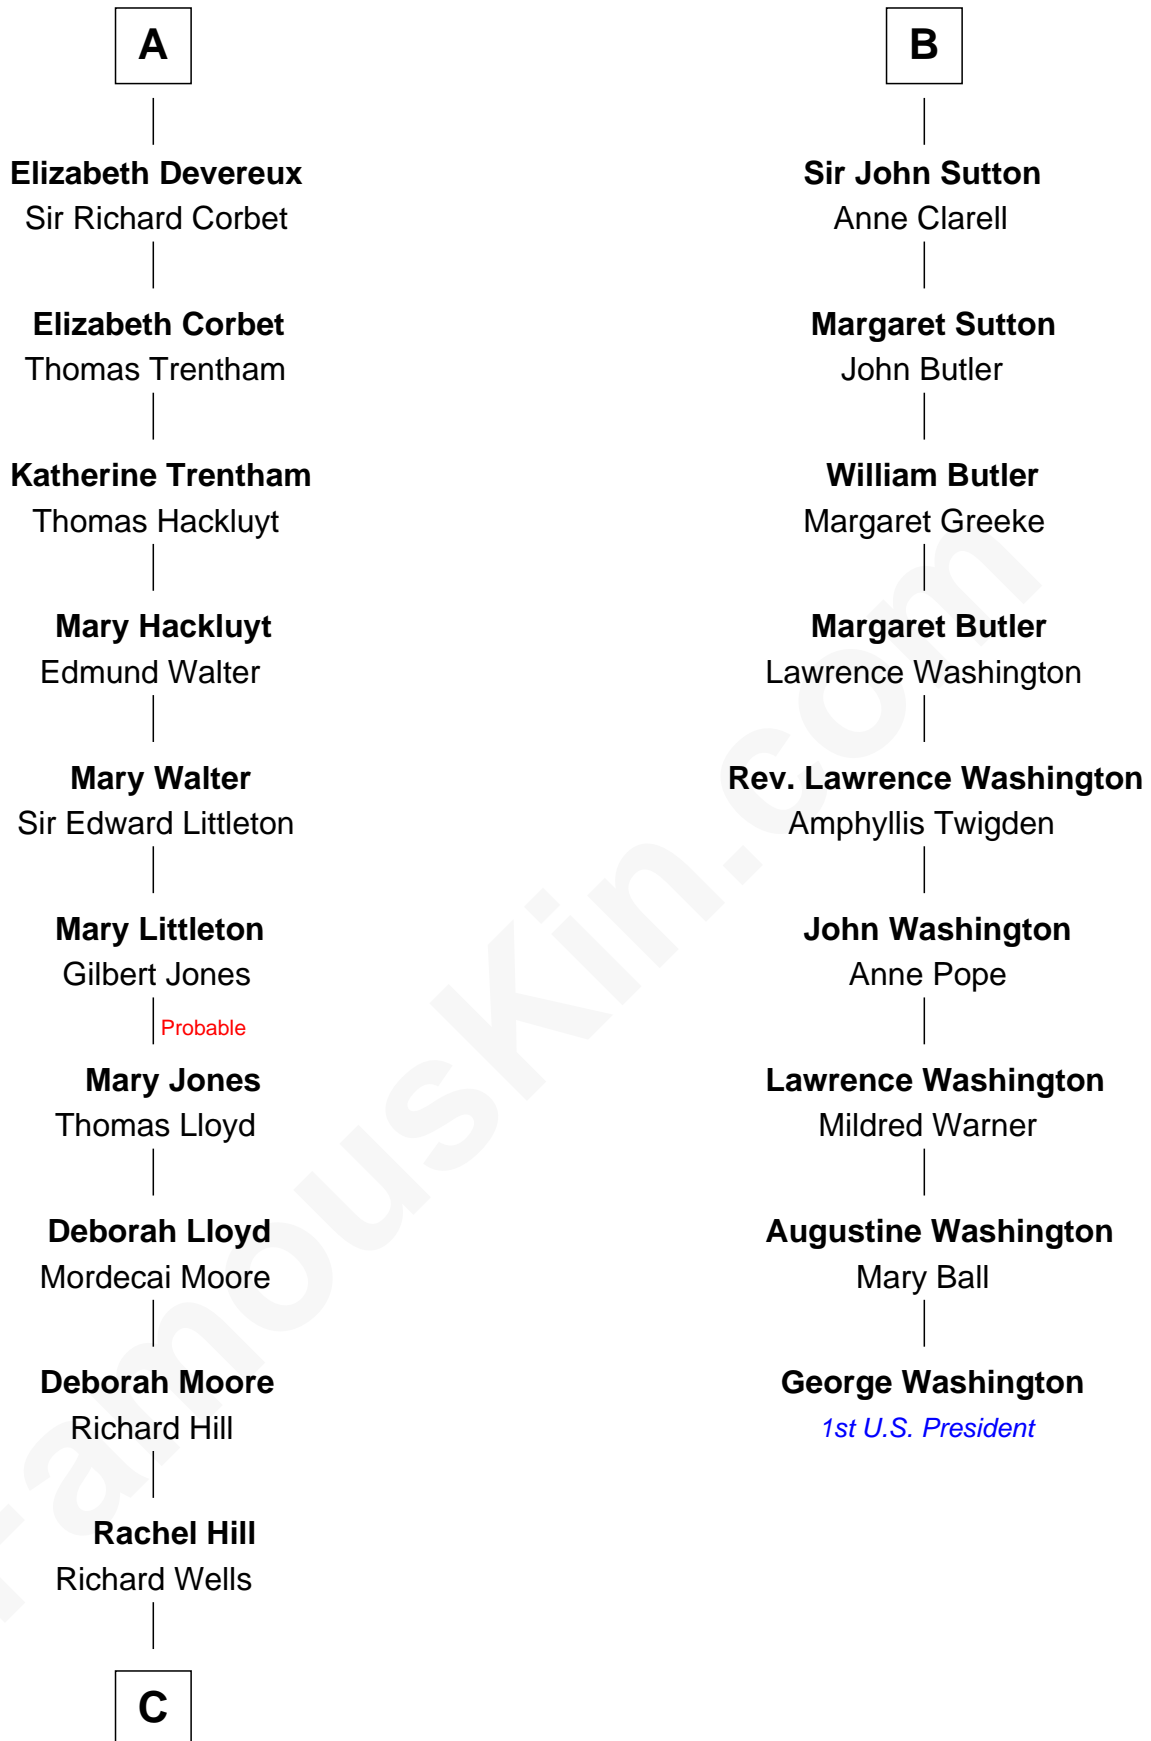 A
Elizabeth Devereux
Sir Richard Corbet
Elizabeth Corbet
Thomas Trentham
Katherine Trentham
Thomas Hackluyt
Mary Hackluyt
Edmund Walter
Mary Walter
Sir Edward Littleton
Mary Littleton
Gilbert Jones
Probable
Mary Jones
Thomas Lloyd
Deborah Lloyd
Mordecai Moore
Deborah Moore
Richard Hill
Rachel Hill
Richard Wells
C
B
Sir John Sutton
Anne Clarell
Margaret Sutton
John Butler
William Butler
Margaret Greeke
Margaret Butler
Lawrence Washington
Rev. Lawrence Washington
Amphyllis Twigden
John Washington
Anne Pope
Lawrence Washington
Mildred Warner
Augustine Washington
Mary Ball
George Washington
1st U.S. President
FamousKin.com